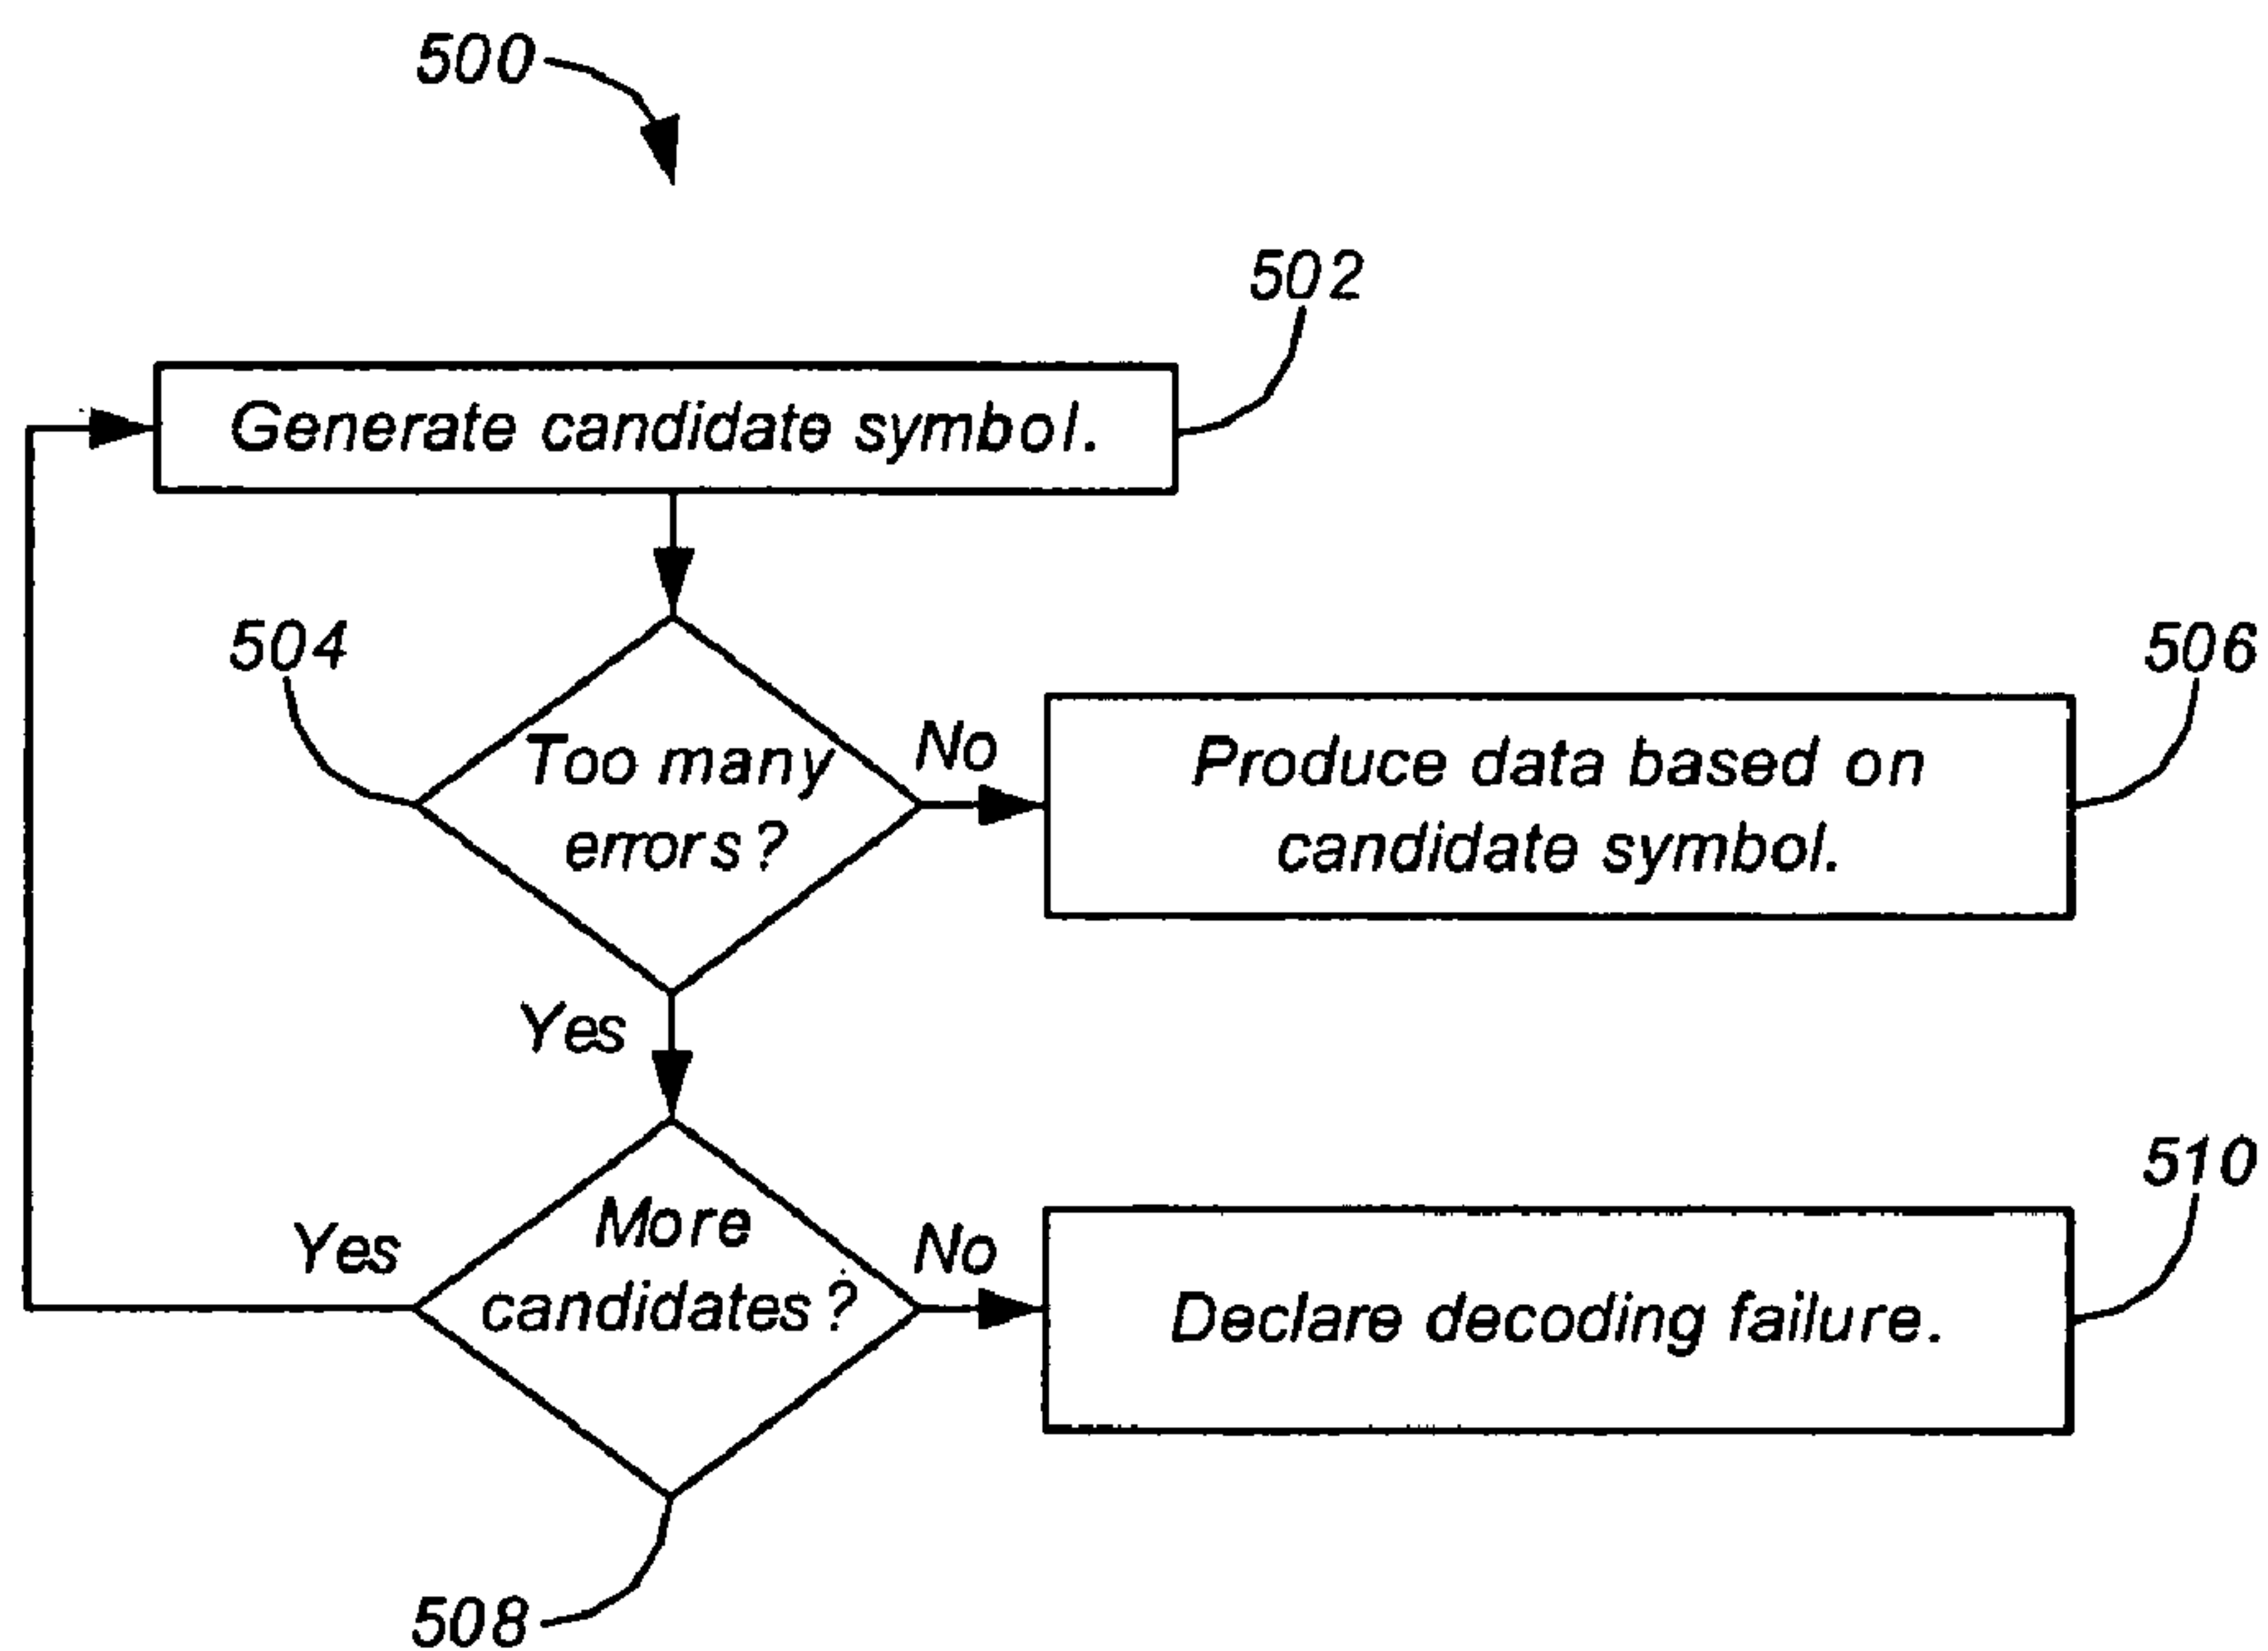 500
502
Generate candidate symbol.
504
506
Too many
errors?
No
Produce data based on
candidate symbol.
Yes
510
More
candidates?
Yes
No
Declare decoding failure.
508